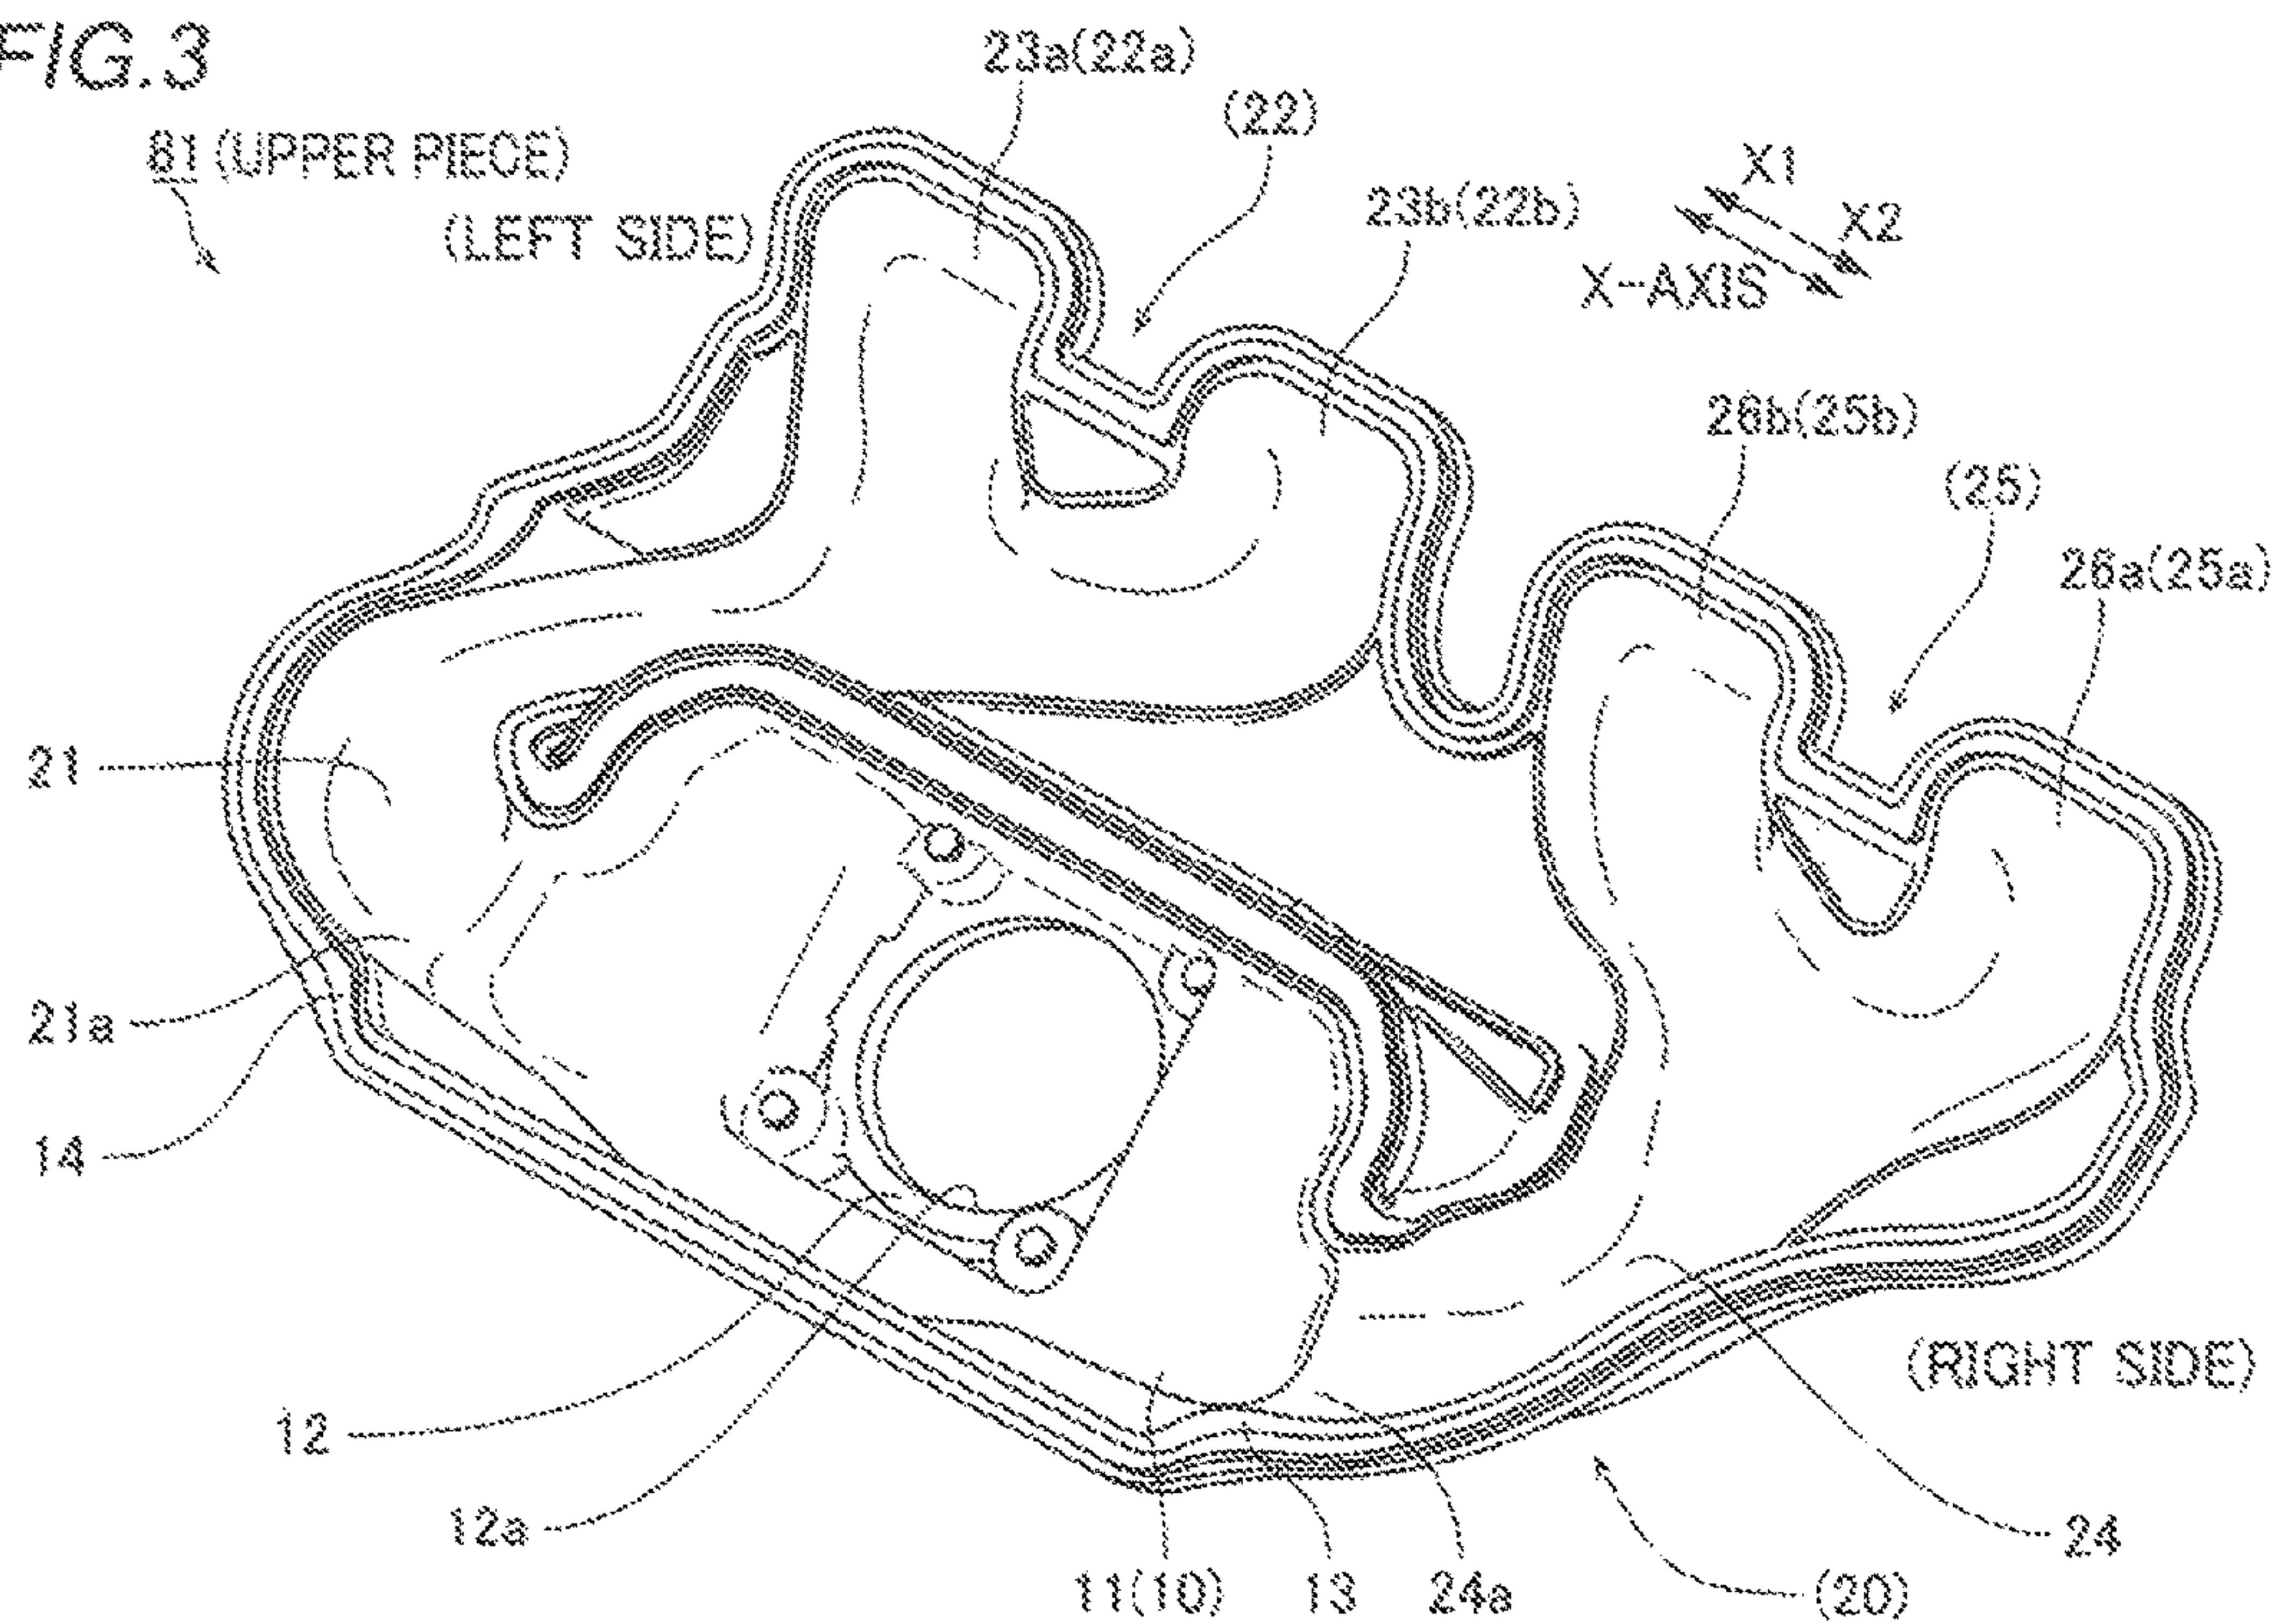 FIG.3
23a(22a)
(22)
81(UPPER PIECE)
(LEFT SIDE)
23b(22b)
X1
X2
X-AXIS
26b(25b)
(25)
26a(25a)
21
21a
14
12
12a
11(10)
13
24a
(20)
24
(RIGHT SIDE)